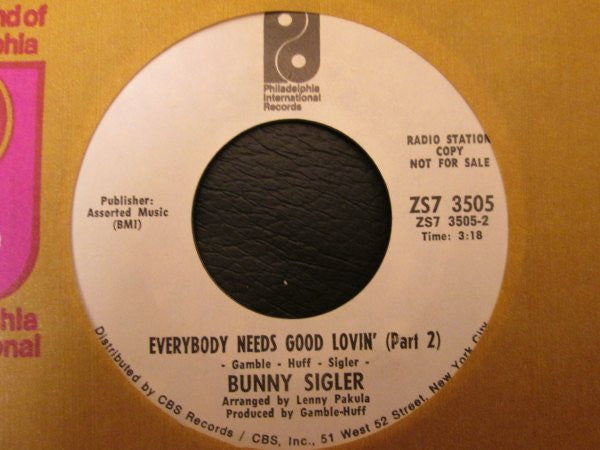 nd of
phia
Philadelphia
International
Records
RADIO STATION
COPY
NOT FOR SALE
Publisher:
Assorted Music
(BMI)
ZS7 3505
ZS7 3505-2
Time: 3:18
EVERYBODY NEEDS GOOD LOVIN' (Part 2)
- Gamble - Huff - Sigler -
BUNNY SIGLER
Arranged by Lenny Pakula
Produced by Gamble-Huff
Distributed by CBS Records / CBS, Inc., 51 West 52 Street, New York City
hia
onal